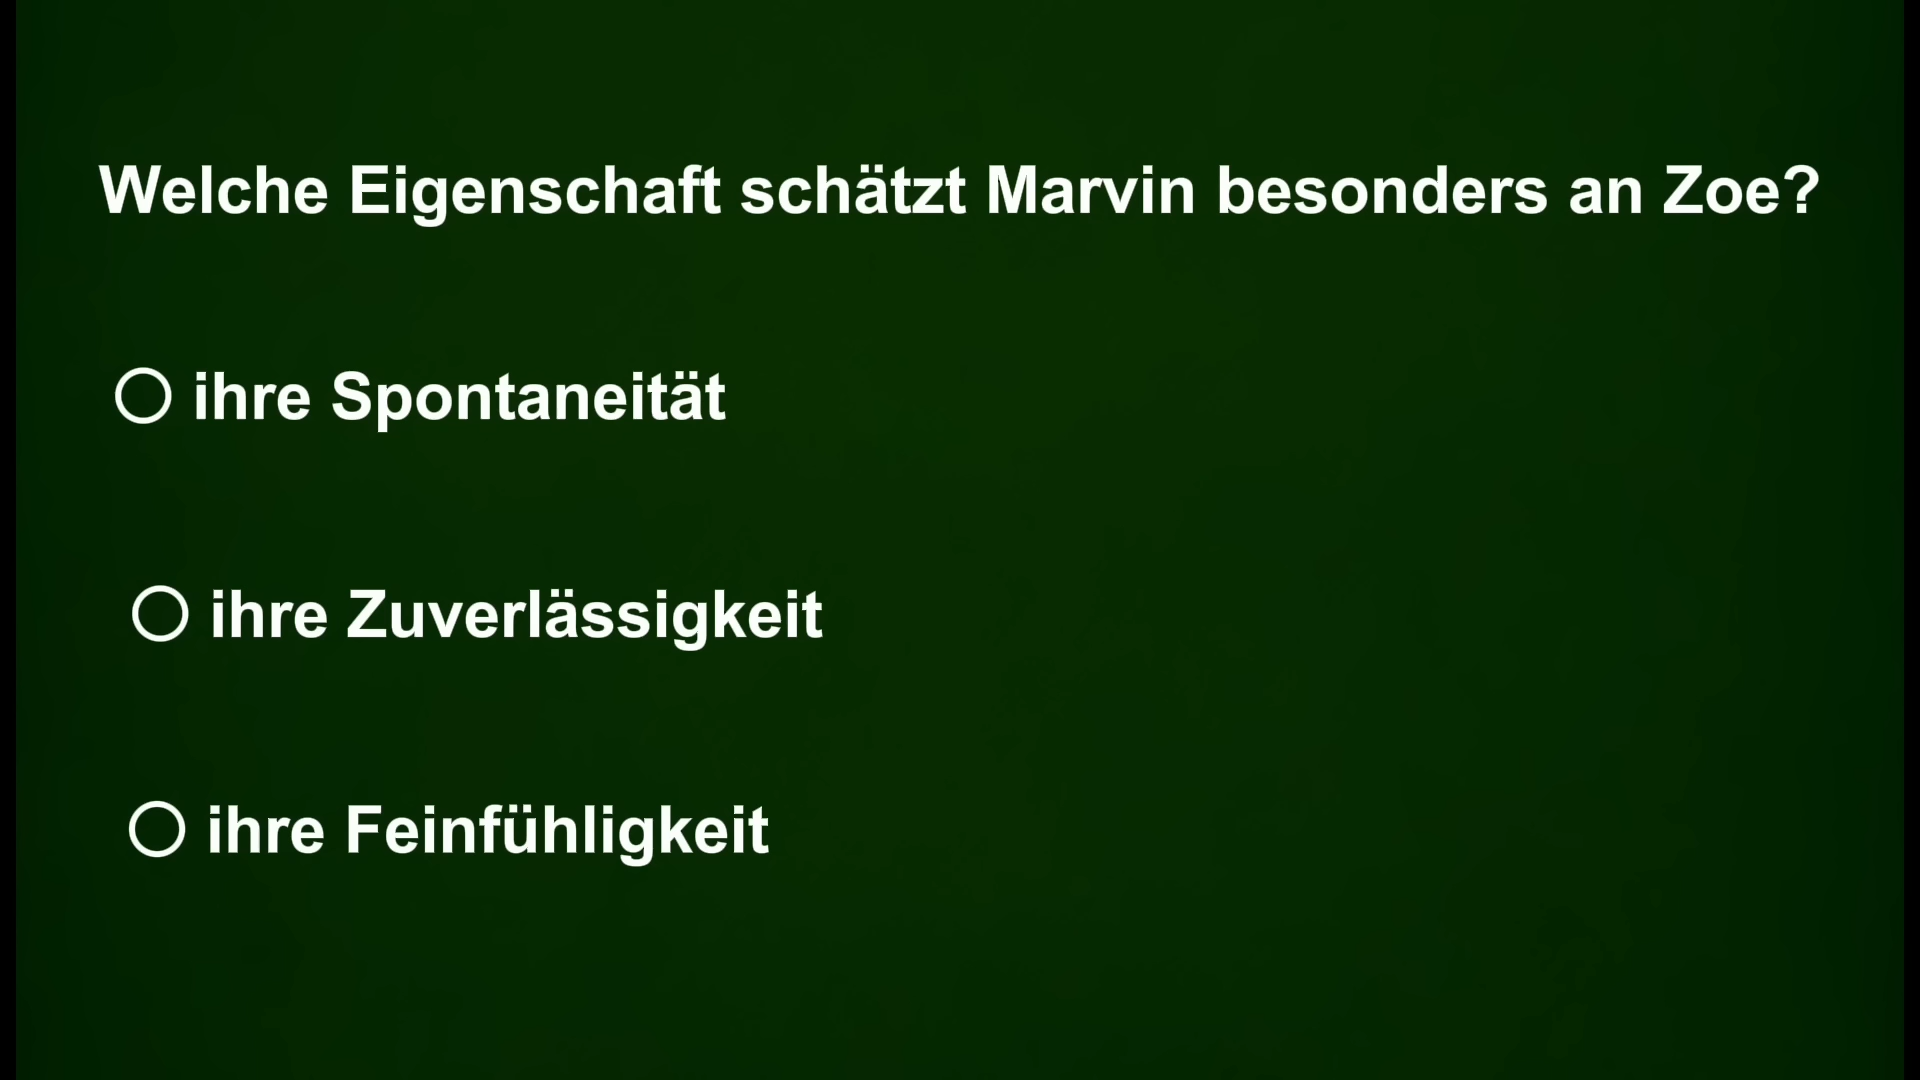 Welche Eigenschaft schätzt Marvin besonders an Zoe?
ihre Spontaneität
ihre Zuverlässigkeit
ihre Feinfühligkeit